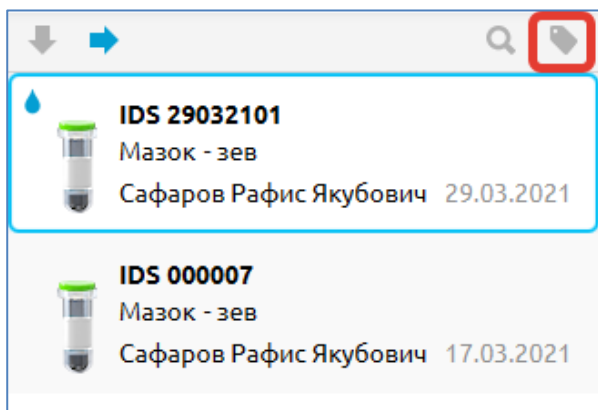 IDS 29032101
Мазок - зев
Сафаров Рафис Якубович 29.03.2021
IDS 000007
Мазок - зев
Сафаров Рафис Якубович 17.03.2021